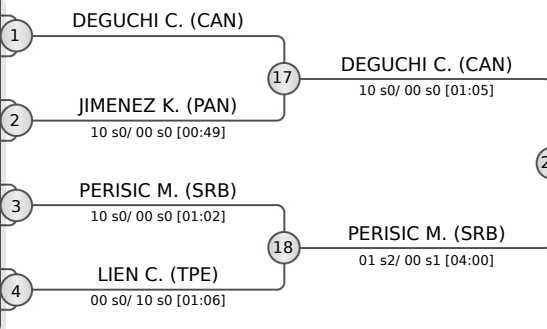 DEGUCHI C. (CAN)
1
17
DEGUCHI C. (CAN)
10 s0/ 00 s0 [01:05]
JIMENEZ K. (PAN)
2
10 s0/ 00 s0 [00:49]
PERISIC M. (SRB)
3
10 s0/ 00 s0 [01:02]
18
PERISIC M. (SRB)
01 s2/ 00 s1 [04:00]
LIEN C. (TPE)
4
00 s0/ 10 s0 [01:06]